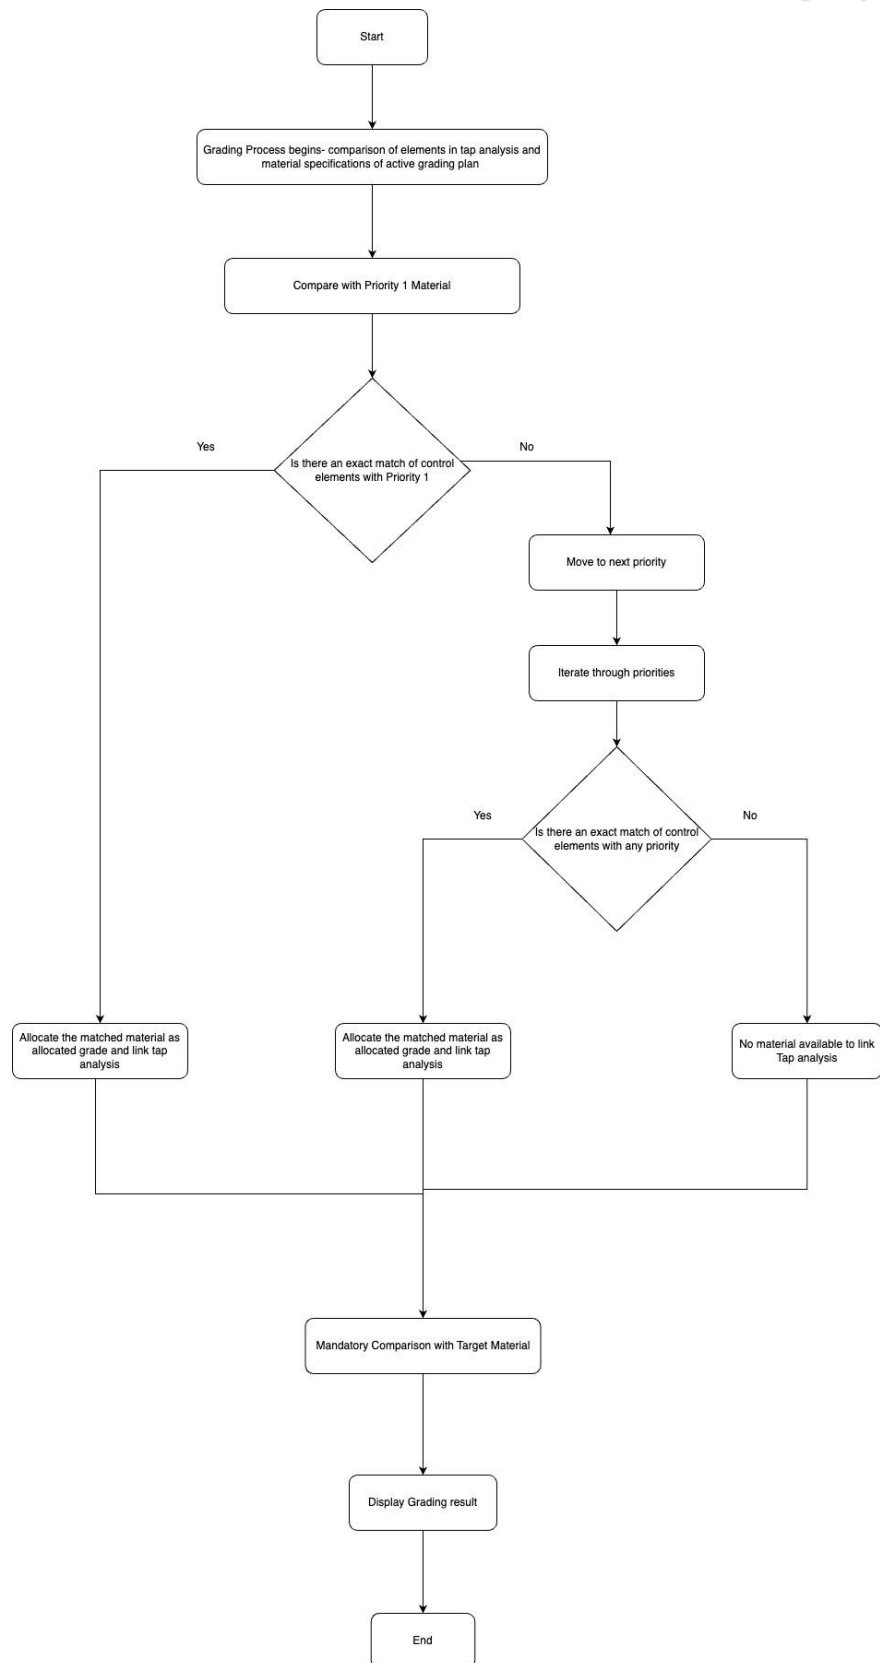 Start
Grading Process begins- comparison of elements in tap analysis and
material specifications of active grading plan
Compare with Priority 1 Material
Yes
No
Is there an exact match of control
elements with Priority 1
Move to next priority
Iterate through priorities
Yes
No
Is there an exact match of control
elements with any priority
Allocate the matched material as
allocated grade and link tap
analysis
Allocate the matched material as
allocated grade and link tap
analysis
No material available to link
Tap analysis
Mandatory Comparison with Target Material
Display Grading result
End